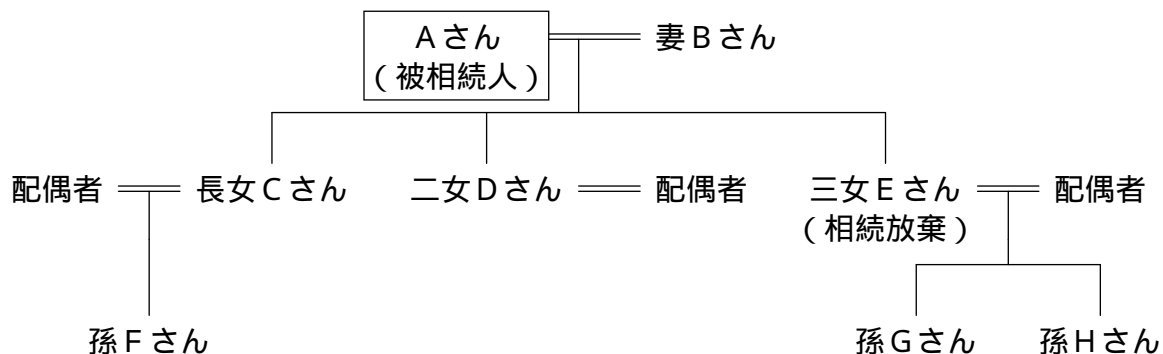 Aさん
(被相続人)
妻Bさん
配偶者
長女Cさん
二女Dさん
配偶者
三女Eさん
(相続放棄)
配偶者
孫Fさん
孫Gさん
孫Hさん